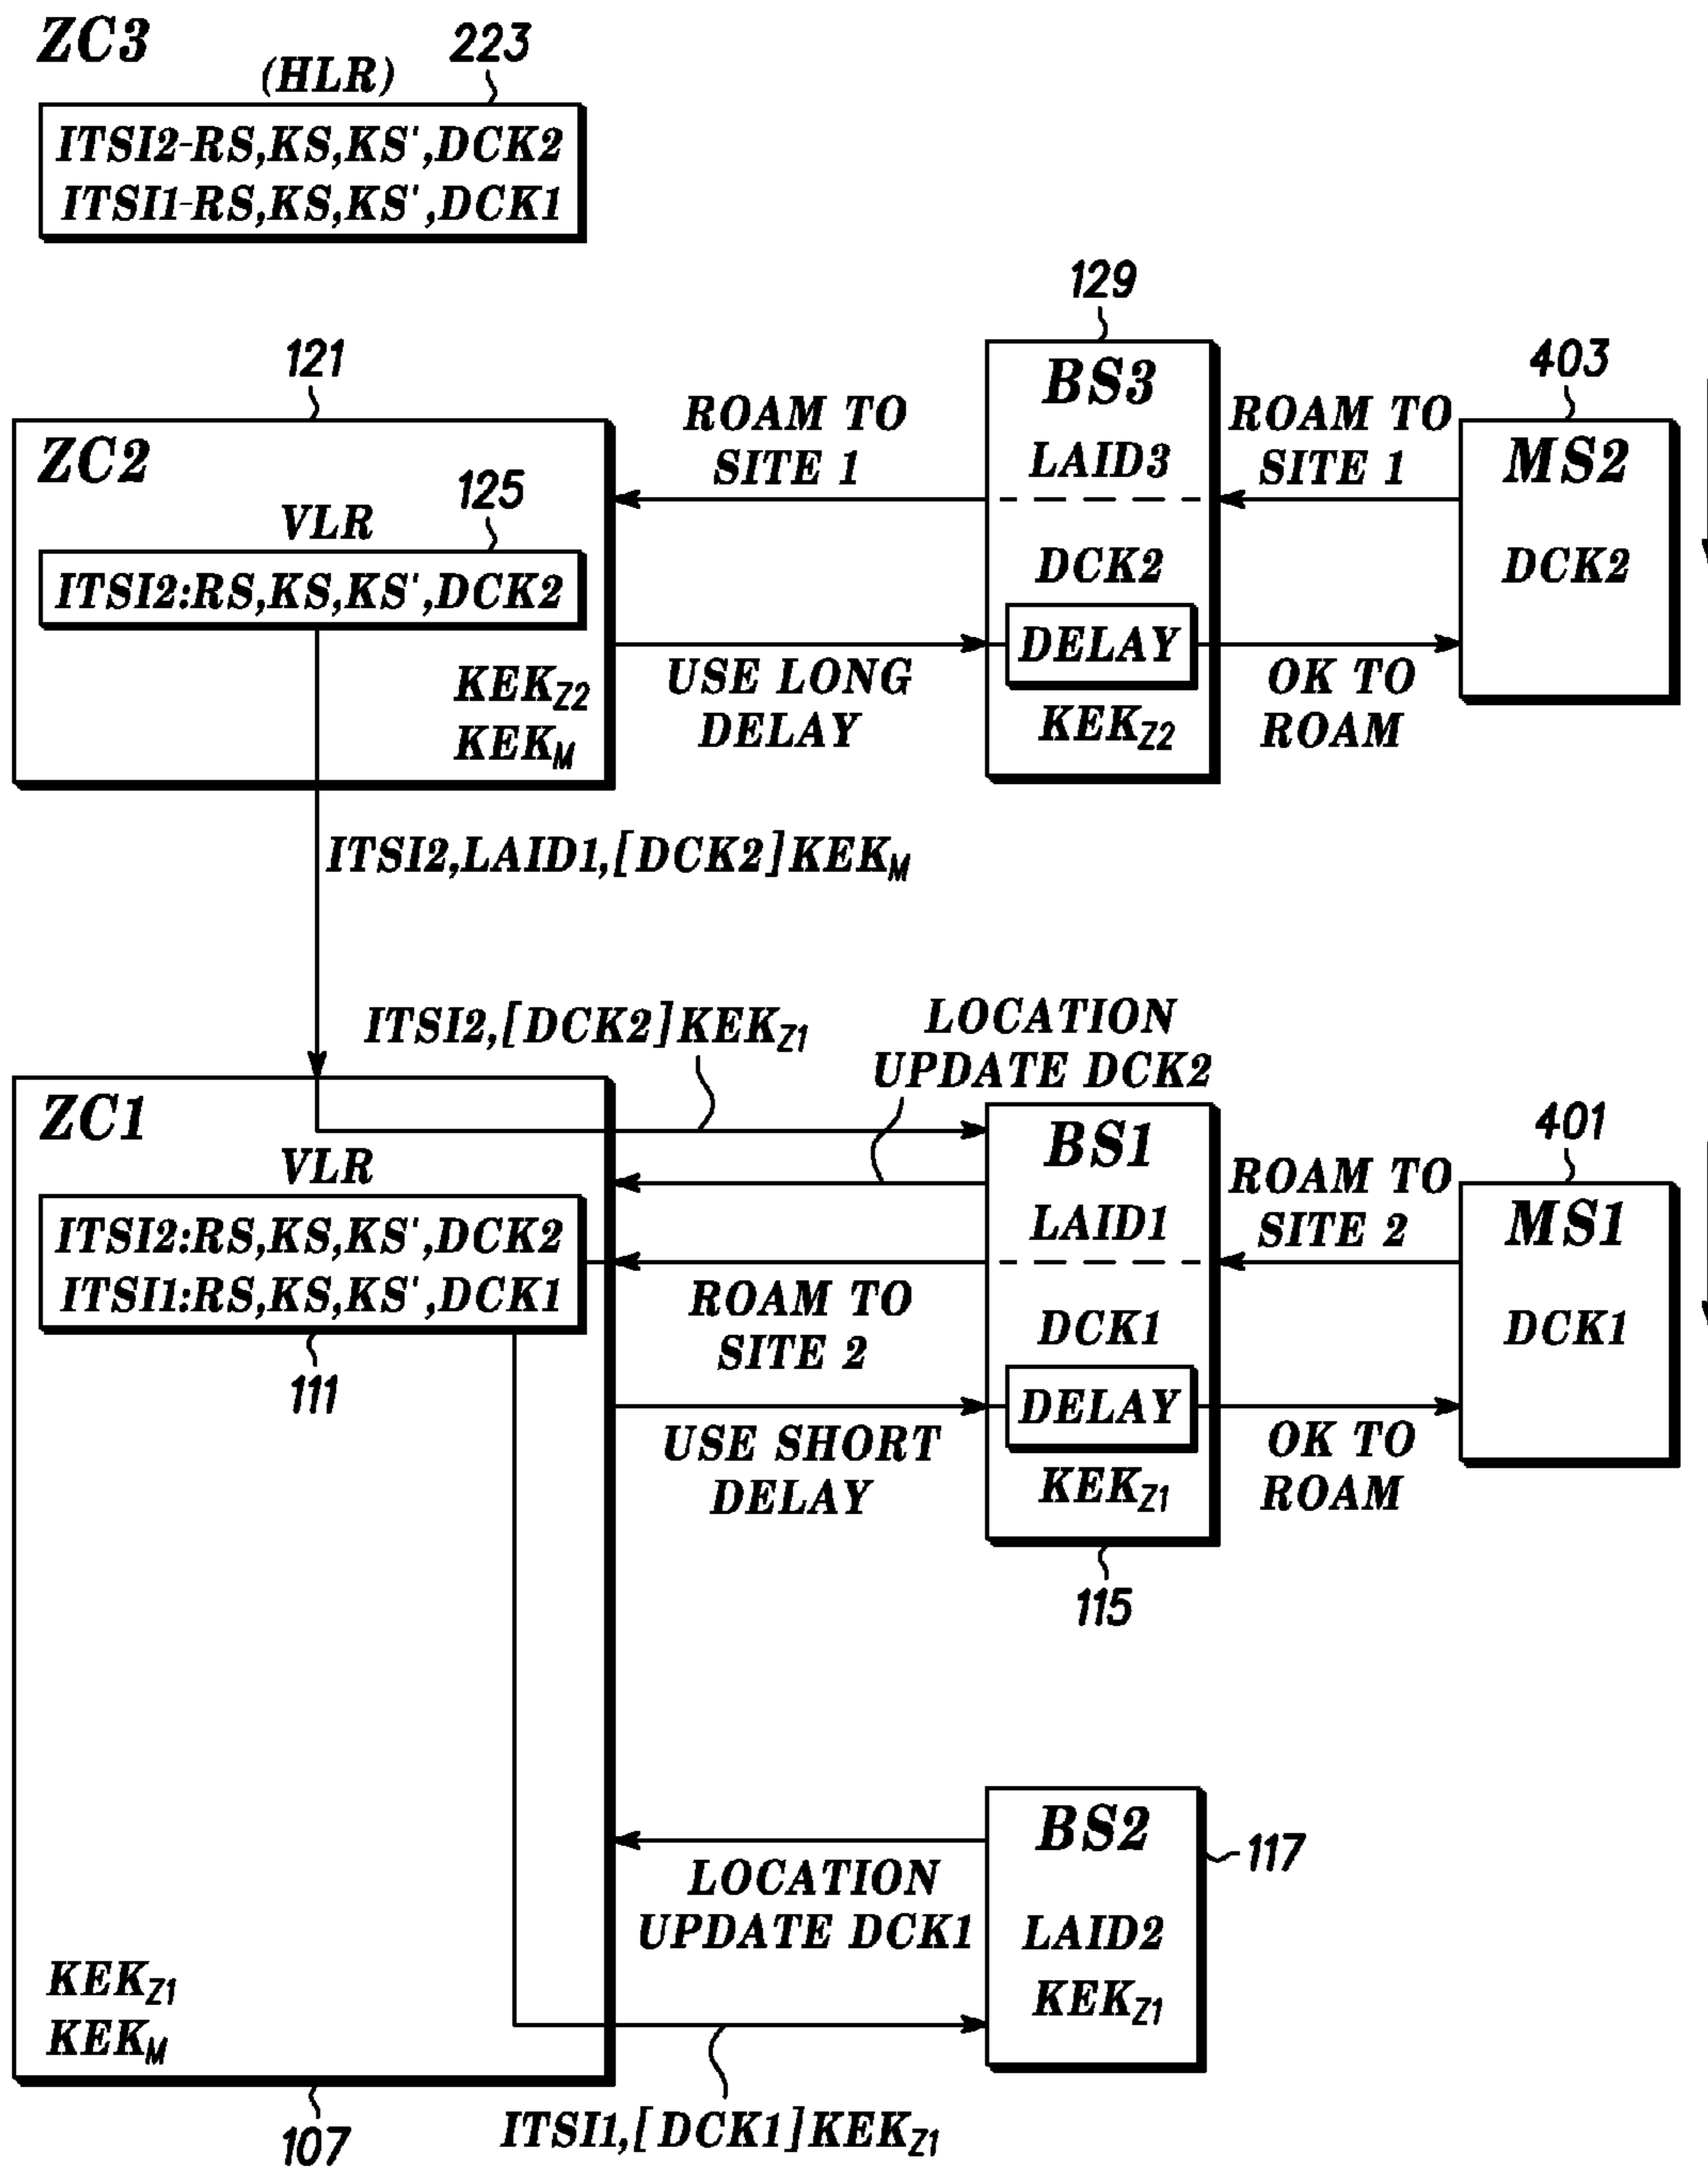 ZC3
(HLR)
223
ITSI2-RS,KS,KS',DCK2
ITSI1-RS,KS,KS',DCK1
121
ZC2
VLR
125
ITSI2:RS,KS,KS',DCK2
KEKZ2
KEKM
ROAM TO
SITE 1
USE LONG
DELAY
129
BS3
LAID3
DCK2
DELAY
KEKZ2
ROAM TO
SITE 1
OK TO
ROAM
403
MS2
DCK2
ITSI2,LAID1,[DCK2]KEKM
ITSI2,[DCK2]KEKZ1
LOCATION
UPDATE DCK2
ZC1
VLR
ITSI2:RS,KS,KS',DCK2
ITSI1:RS,KS,KS',DCK1
111
ROAM TO
SITE 2
USE SHORT
DELAY
BS1
LAID1
DCK1
DELAY
KEKZ1
115
ROAM TO
SITE 2
OK TO
ROAM
401
MS1
DCK1
LOCATION
UPDATE DCK1
BS2
LAID2
KEKZ1
117
KEKZ1
KEKM
107
ITSI1,[DCK1]KEKZ1